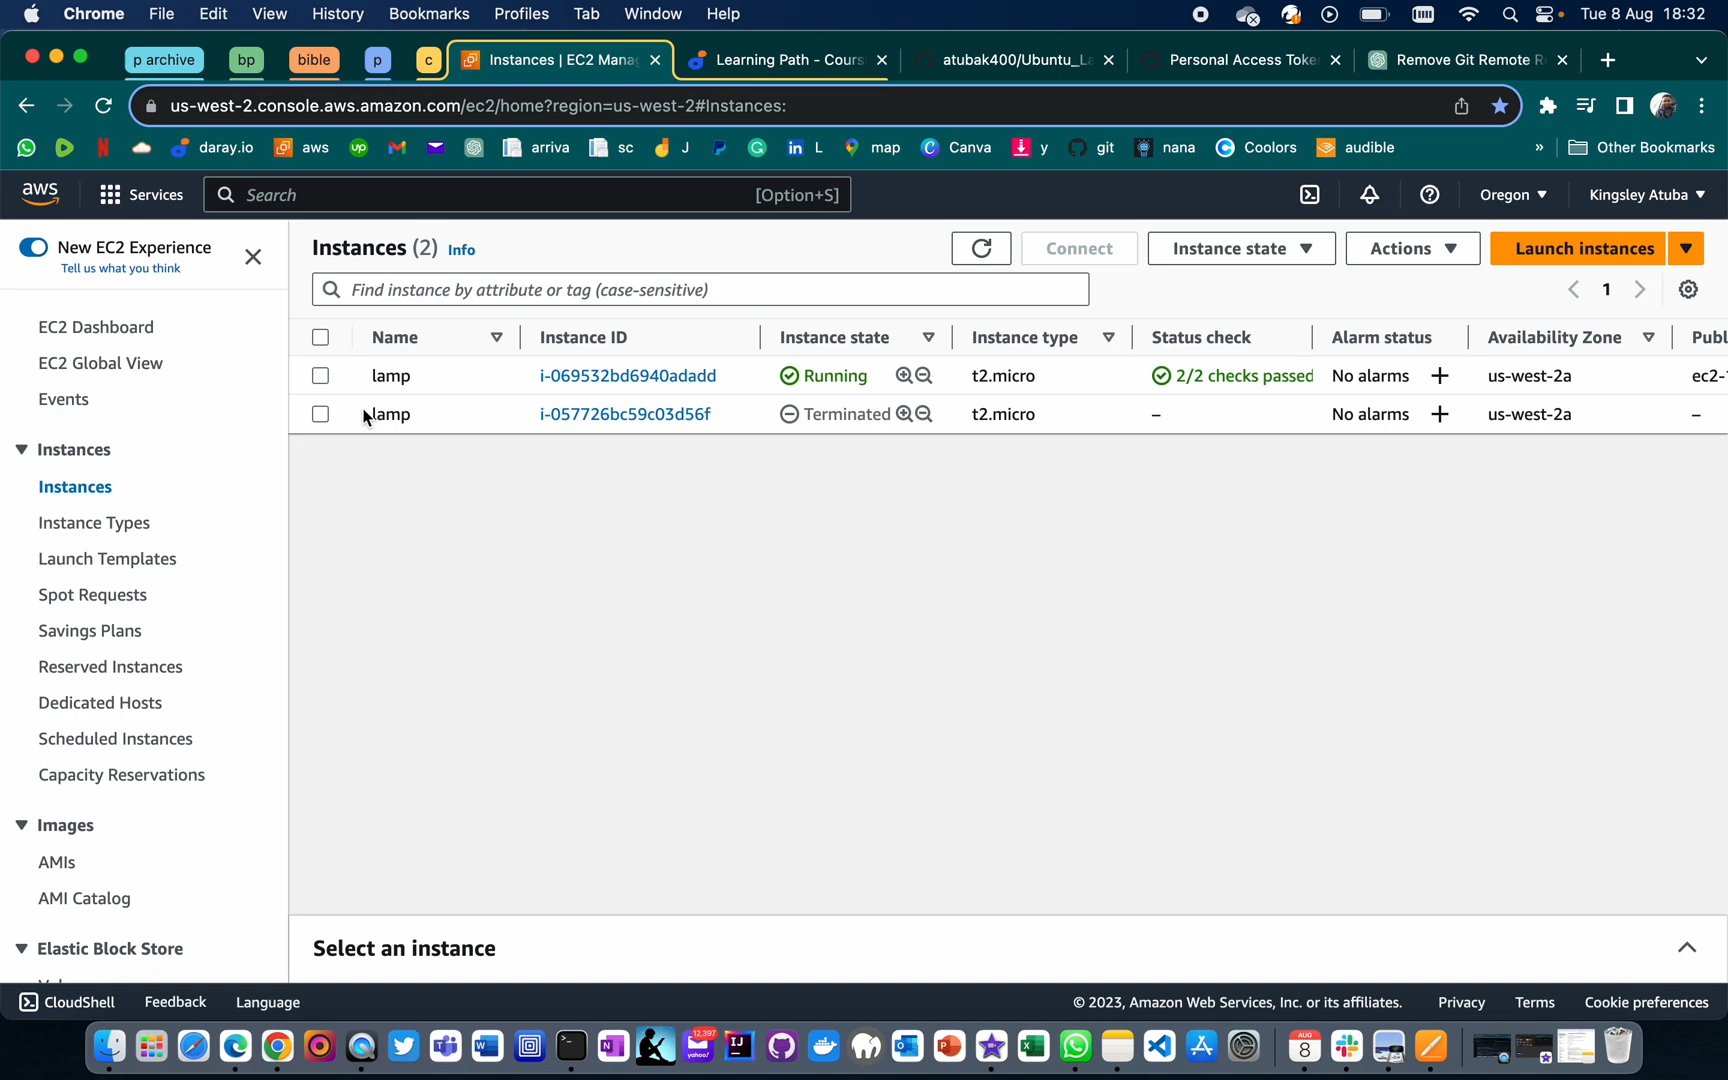 Chrome File Edit View History Bookmarks Profiles Tab Window Help Tue 8 Aug 18:32
p archive bp bible p c Instances | EC2 Mana Learning Path - Cours atubak400/Ubuntu_La Personal Access Toke Remove Git Remote R
us-west-2.console.aws.amazon.com/ec2/home?region=us-west-2#Instances:
daray.io aws arriva sc J L map Canva y git nana Coolors audible » Other Bookmarks
aws Services Search [Option+S] Oregon Kingsley Atuba
New EC2 Experience
Tell us what you think
EC2 Dashboard
EC2 Global View
Events
Instances
Instances
Instance Types
Launch Templates
Spot Requests
Savings Plans
Reserved Instances
Dedicated Hosts
Scheduled Instances
Capacity Reservations
Images
AMIs
AMI Catalog
Elastic Block Store
Instances (2) Info Connect Instance state Actions Launch instances
Find instance by attribute or tag (case-sensitive) 1
Name Instance ID Instance state Instance type Status check Alarm status Availability Zone Publ
lamp i-069532bd6940adadd Running t2.micro 2/2 checks passed No alarms + us-west-2a ec2-
lamp i-057726bc59c03d56f Terminated t2.micro – No alarms + us-west-2a –
Select an instance
CloudShell Feedback Language © 2023, Amazon Web Services, Inc. or its affiliates. Privacy Terms Cookie preferences
12,397
yahoo!
AUG
8